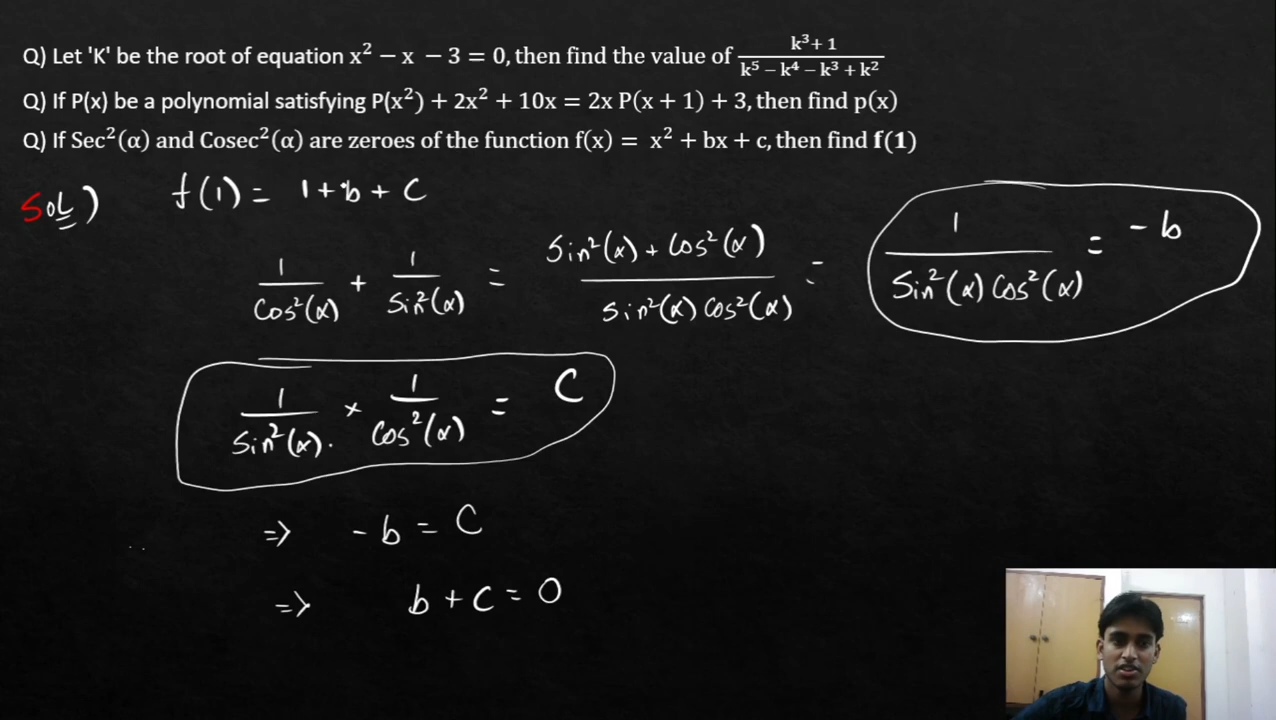 Q) Let 'K' be the root of equation x² − x − 3 = 0, then find the value of (k³ + 1)/(k⁵ − k⁴ − k³ + k²)
Q) If P(x) be a polynomial satisfying P(x²) + 2x² + 10x = 2x P(x + 1) + 3, then find p(x)
Q) If Sec²(α) and Cosec²(α) are zeroes of the function f(x) = x² + bx + c, then find f(1)
Sol) f(1) = 1 + b + c
1/Cos²(α) + 1/Sin²(α) = (Sin²(α) + Cos²(α))/(Sin²(α) Cos²(α)) = 1/(Sin²(α) Cos²(α)) = -b
1/Sin²(α) . × 1/Cos²(α) = C
=> -b = C
=> b + c = 0